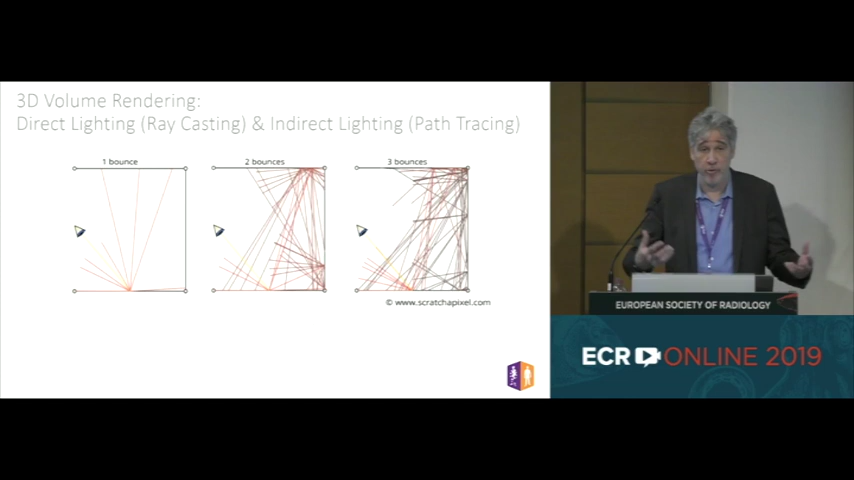 3D Volume Rendering:
Direct Lighting (Ray Casting) & Indirect Lighting (Path Tracing)
1 bounce
2 bounces
3 bounces
© www.scratchapixel.com
EUROPEAN SOCIETY OF RADIOLOGY
ECR ONLINE 2019